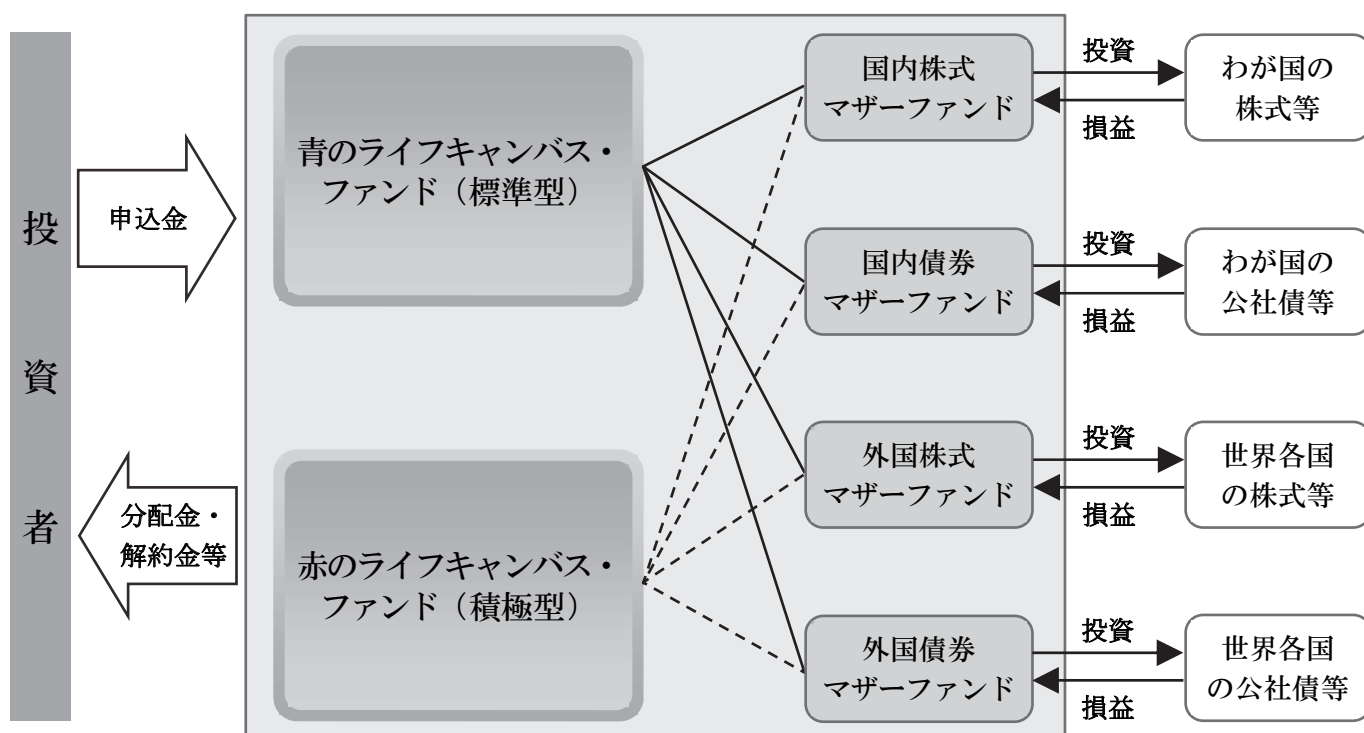 投資者
申込金
分配金・
解約金等
青のライフキャンバス・
ファンド（標準型）
赤のライフキャンバス・
ファンド（積極型）
国内株式
マザーファンド
投資
損益
わが国の
株式等
国内債券
マザーファンド
投資
損益
わが国の
公社債等
外国株式
マザーファンド
投資
損益
世界各国
の株式等
外国債券
マザーファンド
投資
損益
世界各国
の公社債等